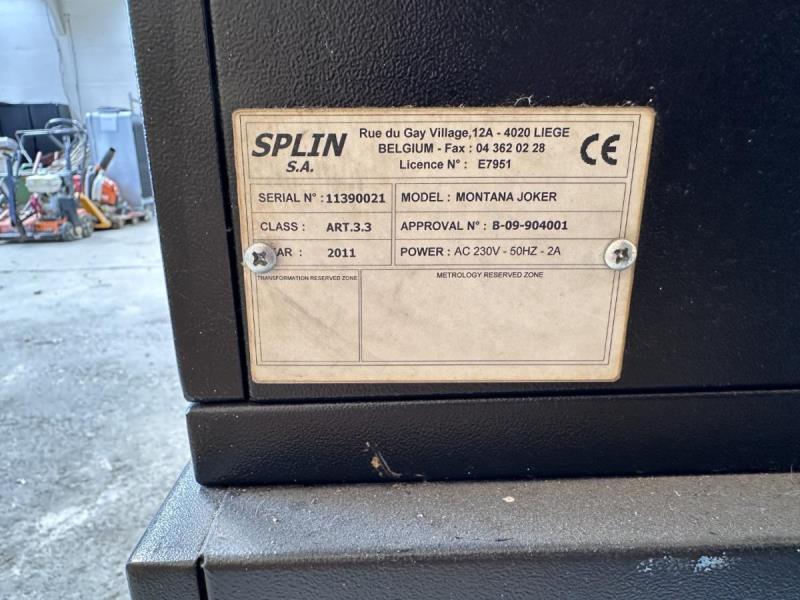 SPLIN
S.A.
Rue du Gay Village,12A - 4020 LIEGE
BELGIUM - Fax : 04 362 02 28
Licence N° : E7951
CE
SERIAL N° : 11390021
MODEL : MONTANA JOKER
CLASS : ART.3.3
APPROVAL N° : B-09-904001
AR : 2011
POWER : AC 230V - 50HZ - 2A
TRANSFORMATION RESERVED ZONE
METROLOGY RESERVED ZONE